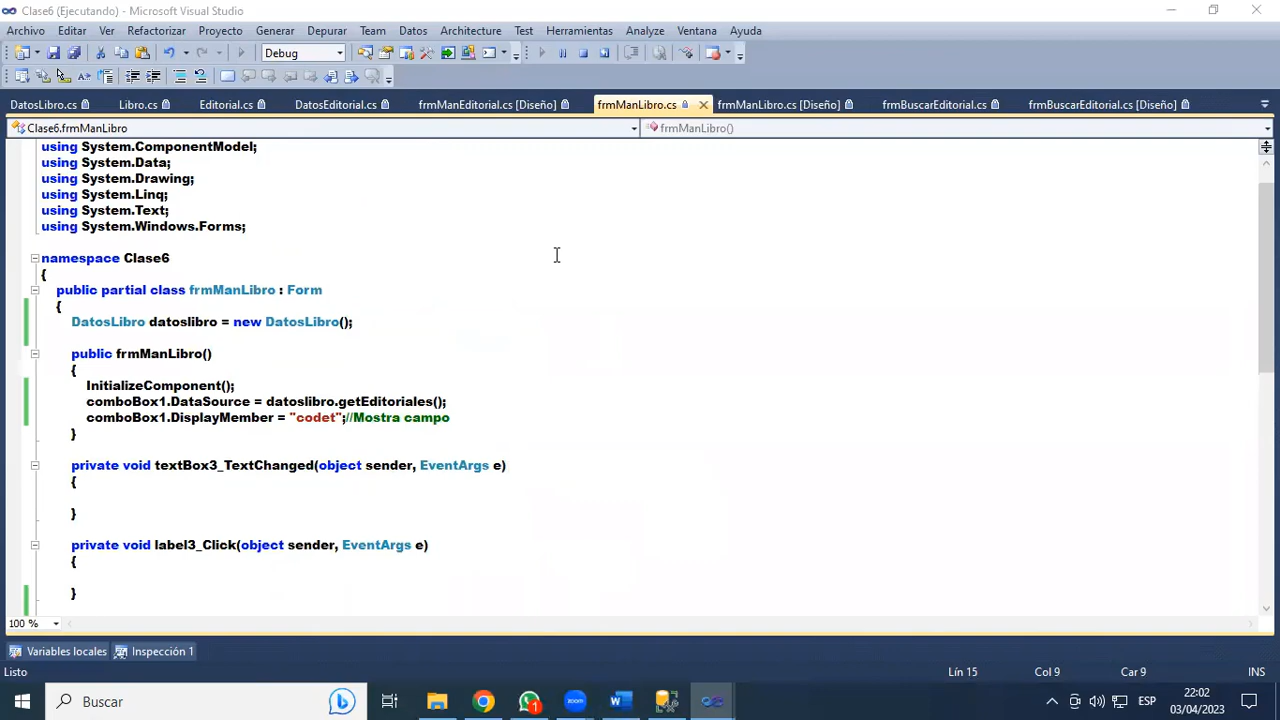 Clase6 (Ejecutando) - Microsoft Visual Studio
Archivo Editar Ver Refactorizar Proyecto Generar Depurar Team Datos Architecture Test Herramientas Analyze Ventana Ayuda
Debug
DatosLibro.cs Libro.cs Editorial.cs DatosEditorial.cs frmManEditorial.cs [Diseño] frmManLibro.cs frmManLibro.cs [Diseño] frmBuscarEditorial.cs frmBuscarEditorial.cs [Diseño]
Clase6.frmManLibro frmManLibro()
using System.ComponentModel;
using System.Data;
using System.Drawing;
using System.Linq;
using System.Text;
using System.Windows.Forms;
namespace Clase6
{
public partial class frmManLibro : Form
{
DatosLibro datoslibro = new DatosLibro();
public frmManLibro()
{
InitializeComponent();
comboBox1.DataSource = datoslibro.getEditoriales();
comboBox1.DisplayMember = "codet";//Mostra campo
}
private void textBox3_TextChanged(object sender, EventArgs e)
{
}
private void label3_Click(object sender, EventArgs e)
{
}
100 %
Variables locales Inspección 1
Listo Lín 15 Col 9 Car 9 INS
Buscar zoom ESP 22:02
03/04/2023